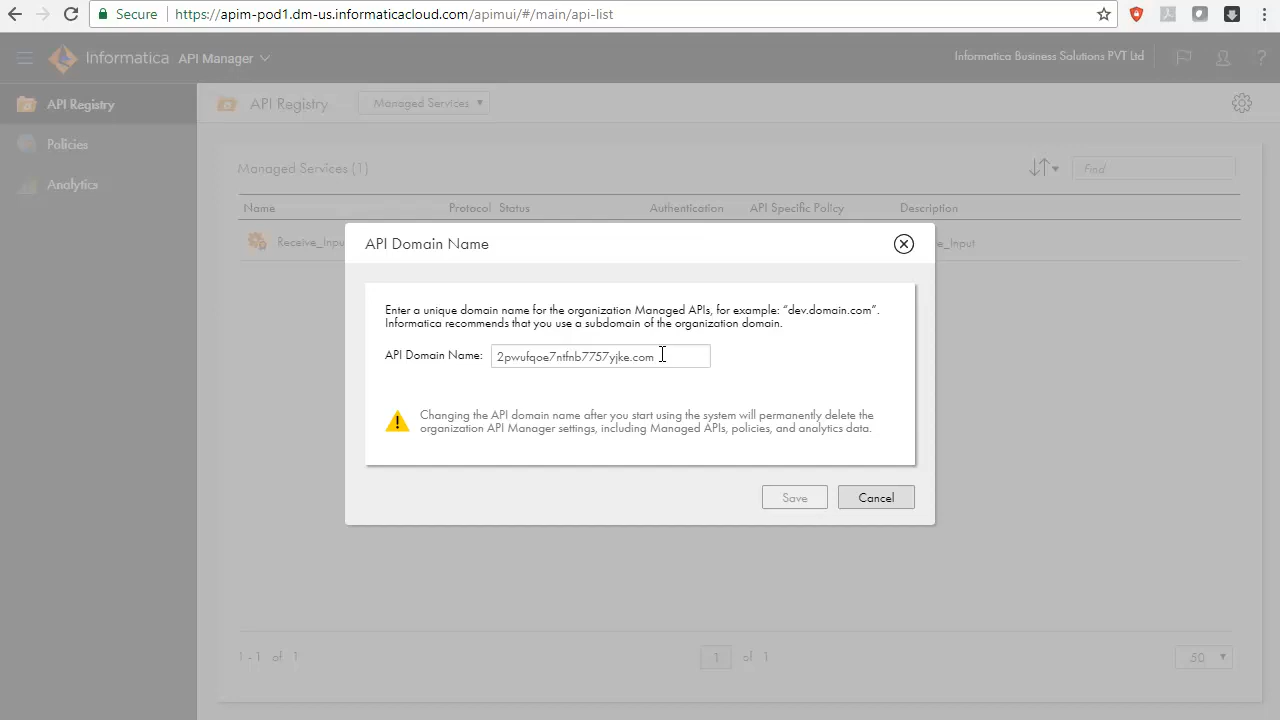 Secure https://apim-pod1.dm-us.informaticacloud.com/apimui/#/main/api-list
Informatica API Manager
Informatica Business Solutions PVT Ltd
?
API Registry
Policies
Analytics
API Registry
Managed Services
Managed Services (1)
Find
Name Protocol Status Authentication API Specific Policy Description
Receive_Inpu e_Input
API Domain Name
Enter a unique domain name for the organization Managed APIs, for example: “dev.domain.com”.
Informatica recommends that you use a subdomain of the organization domain.
API Domain Name: 2pwufqoe7ntfnb7757yjke.com
Changing the API domain name after you start using the system will permanently delete the
organization API Manager settings, including Managed APIs, policies, and analytics data.
Save Cancel
1 - 1 of 1
1 of 1
50